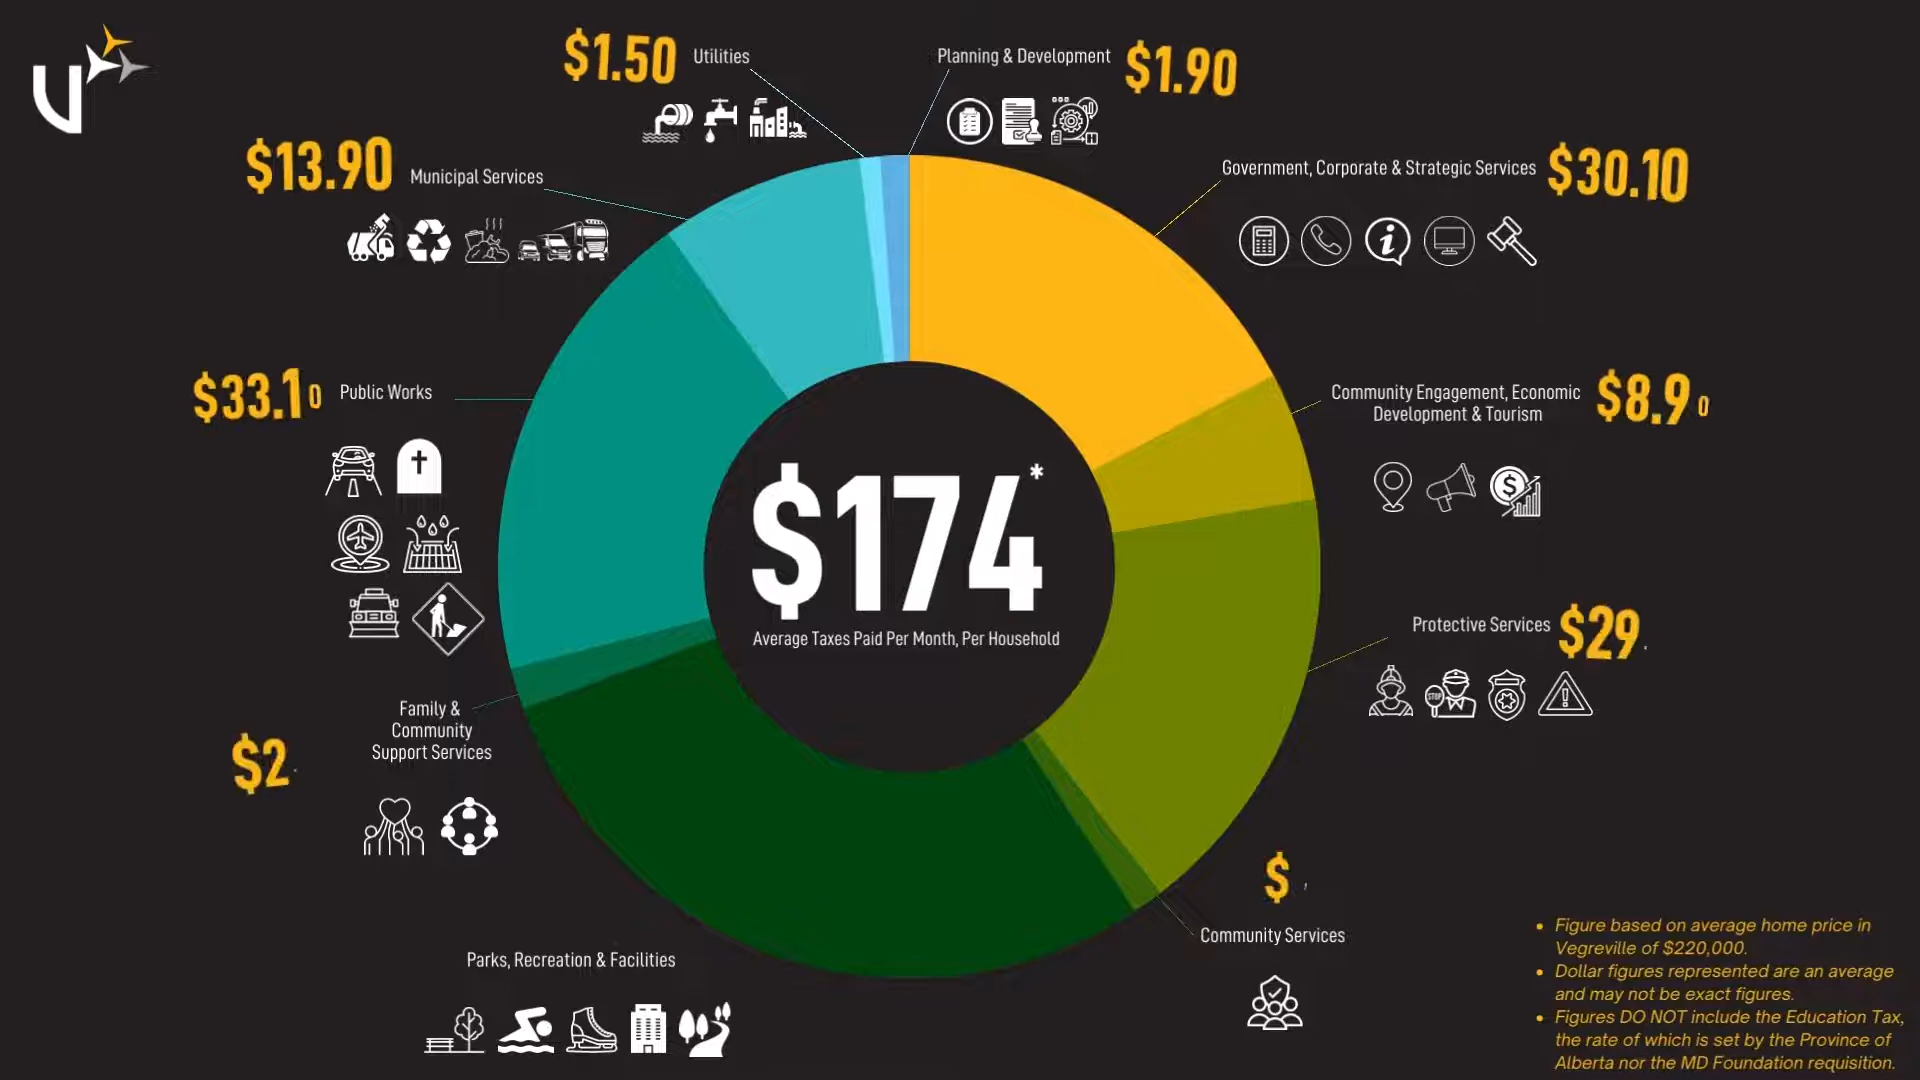 $1.50 Utilities
Planning & Development $1.90
$13.90 Municipal Services
Government, Corporate & Strategic Services $30.10
$33.10 Public Works
Community Engagement, Economic
Development & Tourism
$8.90
$174*
Average Taxes Paid Per Month, Per Household
Protective Services $29
STOP
Family &
Community
Support Services
$2
$
Community Services
Parks, Recreation & Facilities
• Figure based on average home price in
Vegreville of $220,000.
• Dollar figures represented are an average
and may not be exact figures.
• Figures DO NOT include the Education Tax,
the rate of which is set by the Province of
Alberta nor the MD Foundation requisition.